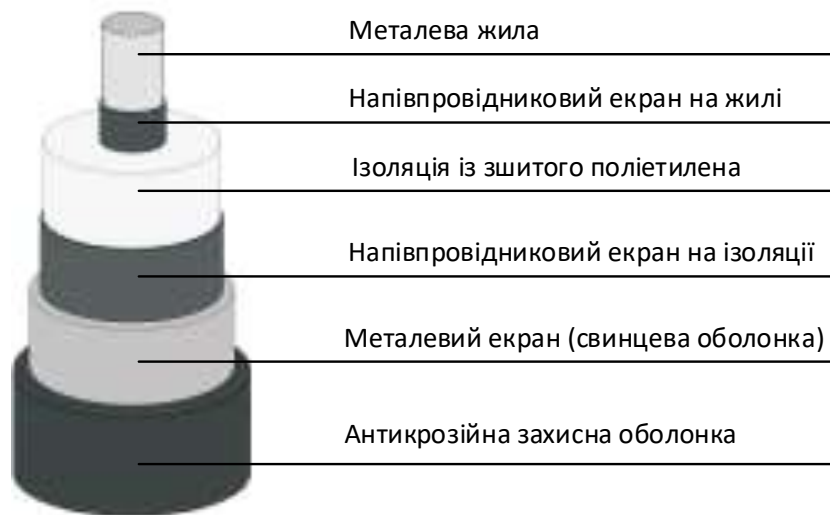 Металева жила
Напівпровідниковий екран на жилі
Ізоляція із зшитого поліетилена
Напівпровідниковий екран на ізоляції
Металевий екран (свинцева оболонка)
Антикрозійна захисна оболонка